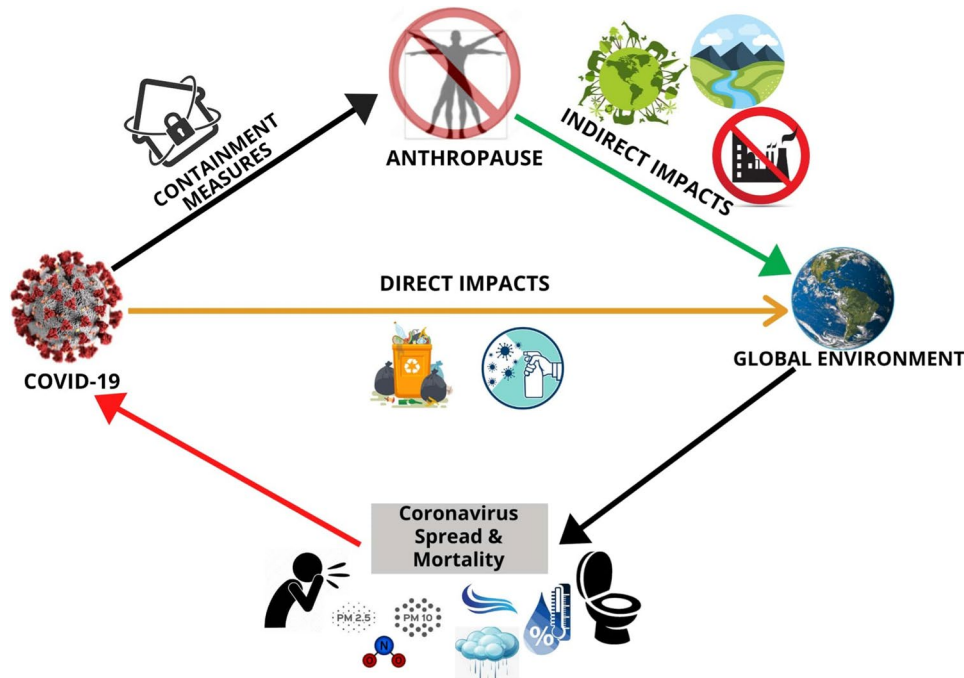 ANTHROPAUSE
CONTAINMENT
MEASURES
INDIRECT IMPACTS
DIRECT IMPACTS
COVID-19
GLOBAL ENVIRONMENT
Coronavirus
Spread &
Mortality
PM 2.5
PM 10
N
O
O
%